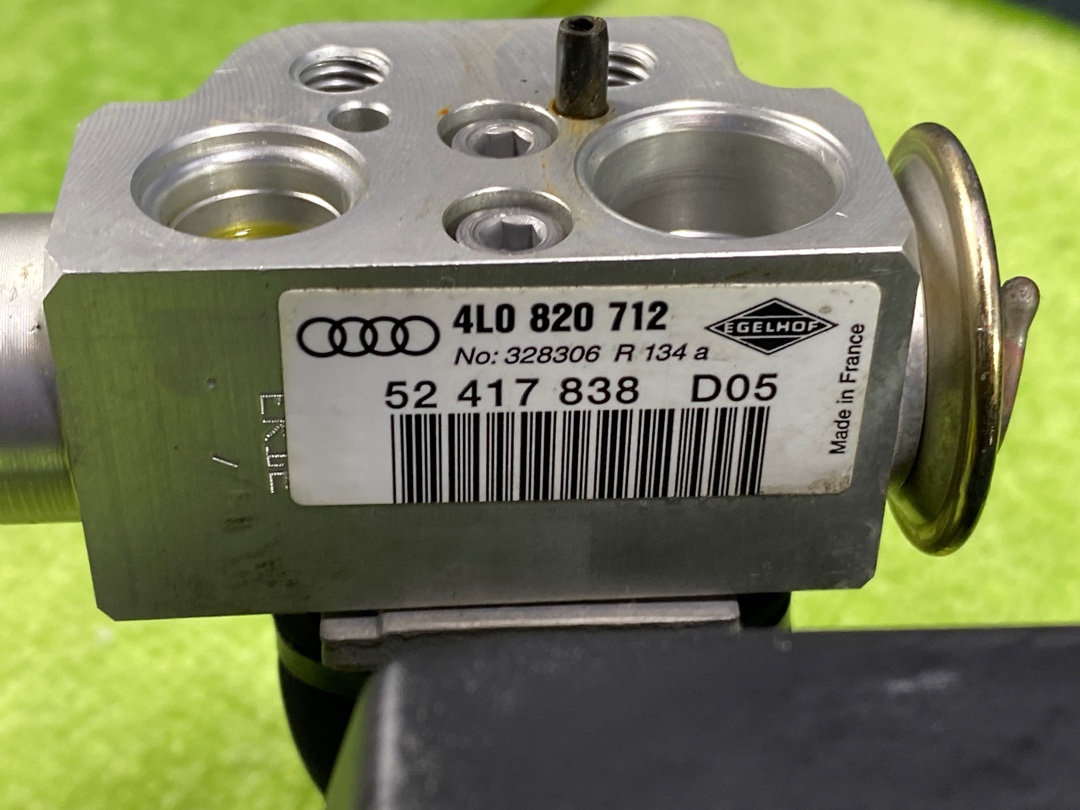 4L0 820 712
EGELHOF
No: 328306 R 134 a
52 417 838 D05
Made in France